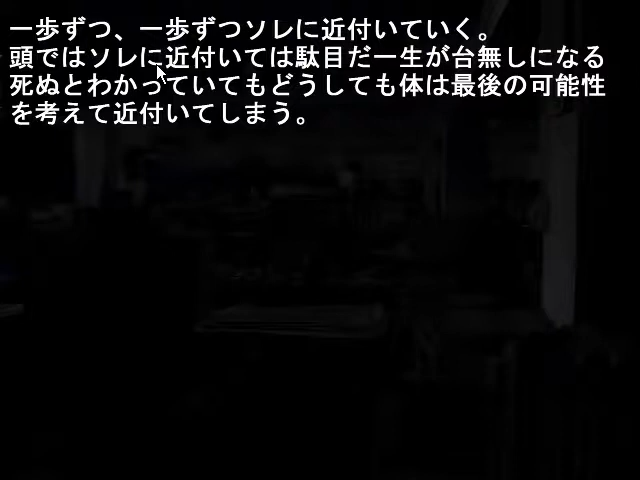 一歩ずつ、一歩ずつソレに近付いていく。
頭ではソレに近付いては駄目だ一生が台無しになる
死ぬとわかっていてもどうしても体は最後の可能性
を考えて近付いてしまう。